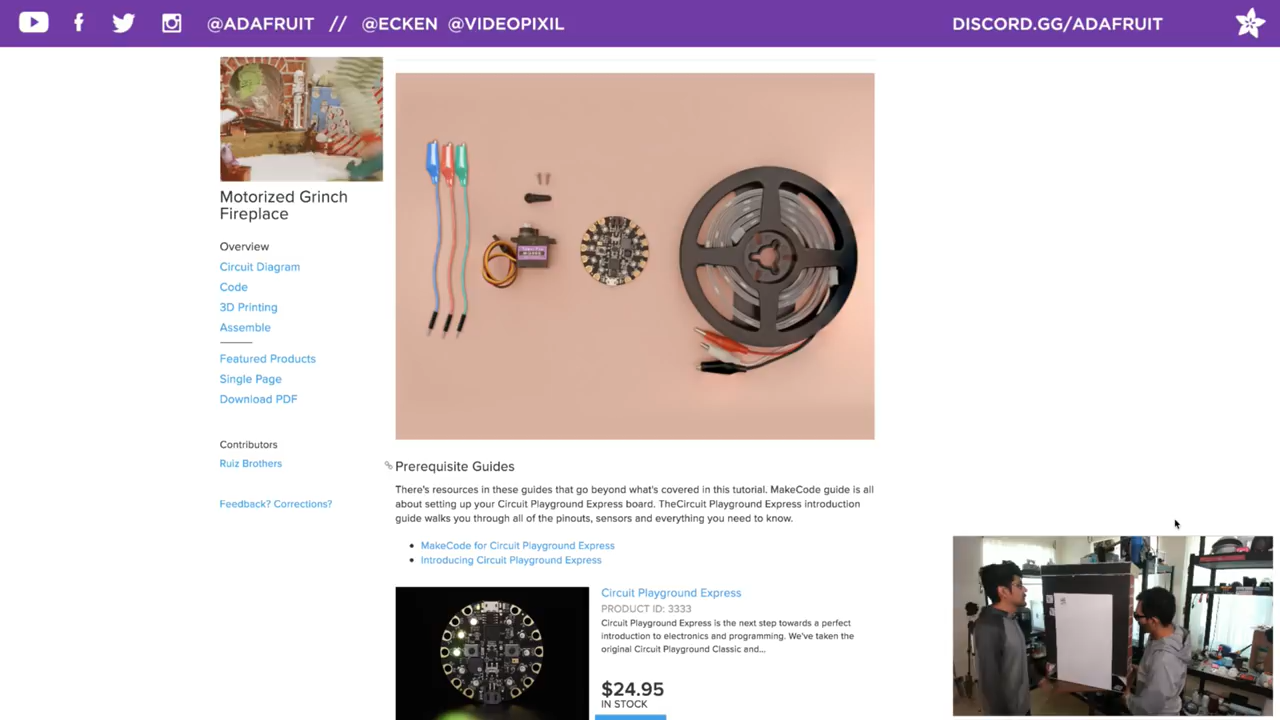 @ADAFRUIT // @ECKEN @VIDEOPIXIL
DISCORD.GG/ADAFRUIT
Motorized Grinch
Fireplace
Overview
Circuit Diagram
Code
3D Printing
Assemble
Featured Products
Single Page
Download PDF
Contributors
Ruiz Brothers
Feedback? Corrections?
Prerequisite Guides
There's resources in these guides that go beyond what's covered in this tutorial. MakeCode guide is all
about setting up your Circuit Playground Express board. TheCircuit Playground Express introduction
guide walks you through all of the pinouts, sensors and everything you need to know.
MakeCode for Circuit Playground Express
Introducing Circuit Playground Express
Circuit Playground Express
PRODUCT ID: 3333
Circuit Playground Express is the next step towards a perfect
introduction to electronics and programming. We've taken the
original Circuit Playground Classic and...
$24.95
IN STOCK